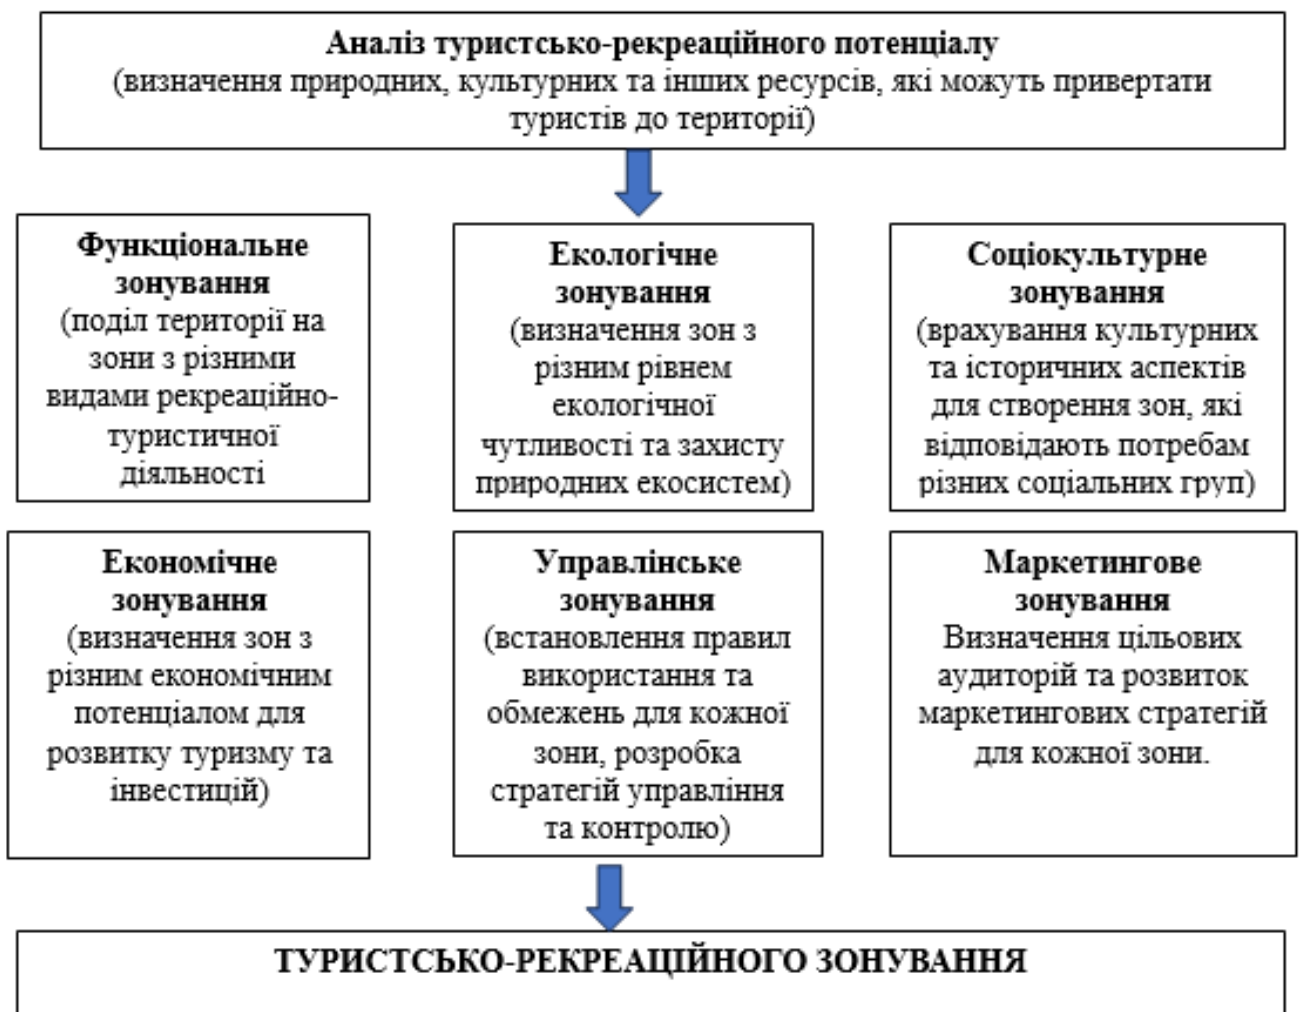 Аналіз туристсько-рекреаційного потенціалу
(визначення природних, культурних та інших ресурсів, які можуть привертати
туристів до території)
Функціональне
зонування
(поділ території на
зони з різними
видами рекреаційно-
туристичної
діяльності
Екологічне
зонування
(визначення зон з
різним рівнем
екологічної
чутливості та захисту
природних екосистем)
Соціокультурне
зонування
(врахування культурних
та історичних аспектів
для створення зон, які
відповідають потребам
різних соціальних груп)
Економічне
зонування
(визначення зон з
різним економічним
потенціалом для
розвитку туризму та
інвестицій)
Управлінське
зонування
(встановлення правил
використання та
обмежень для кожної
зони, розробка
стратегій управління
та контролю)
Маркетингове
зонування
Визначення цільових
аудиторій та розвиток
маркетингових стратегій
для кожної зони.
ТУРИСТСЬКО-РЕКРЕАЦІЙНОГО ЗОНУВАННЯ